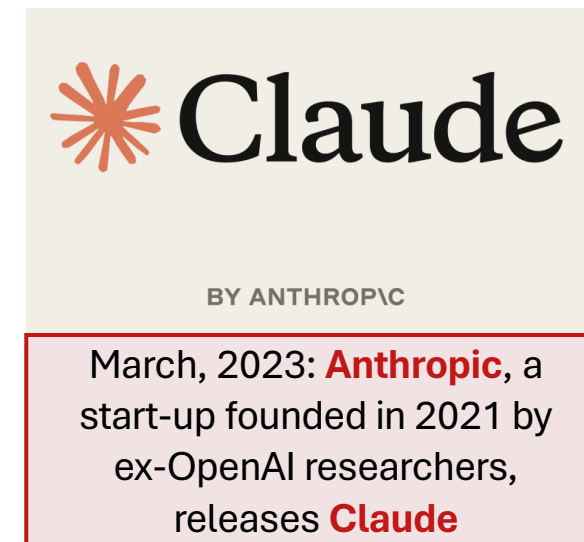 Claude
BY ANTHROP\C
March, 2023: Anthropic, a
start-up founded in 2021 by
ex-OpenAI researchers,
releases Claude